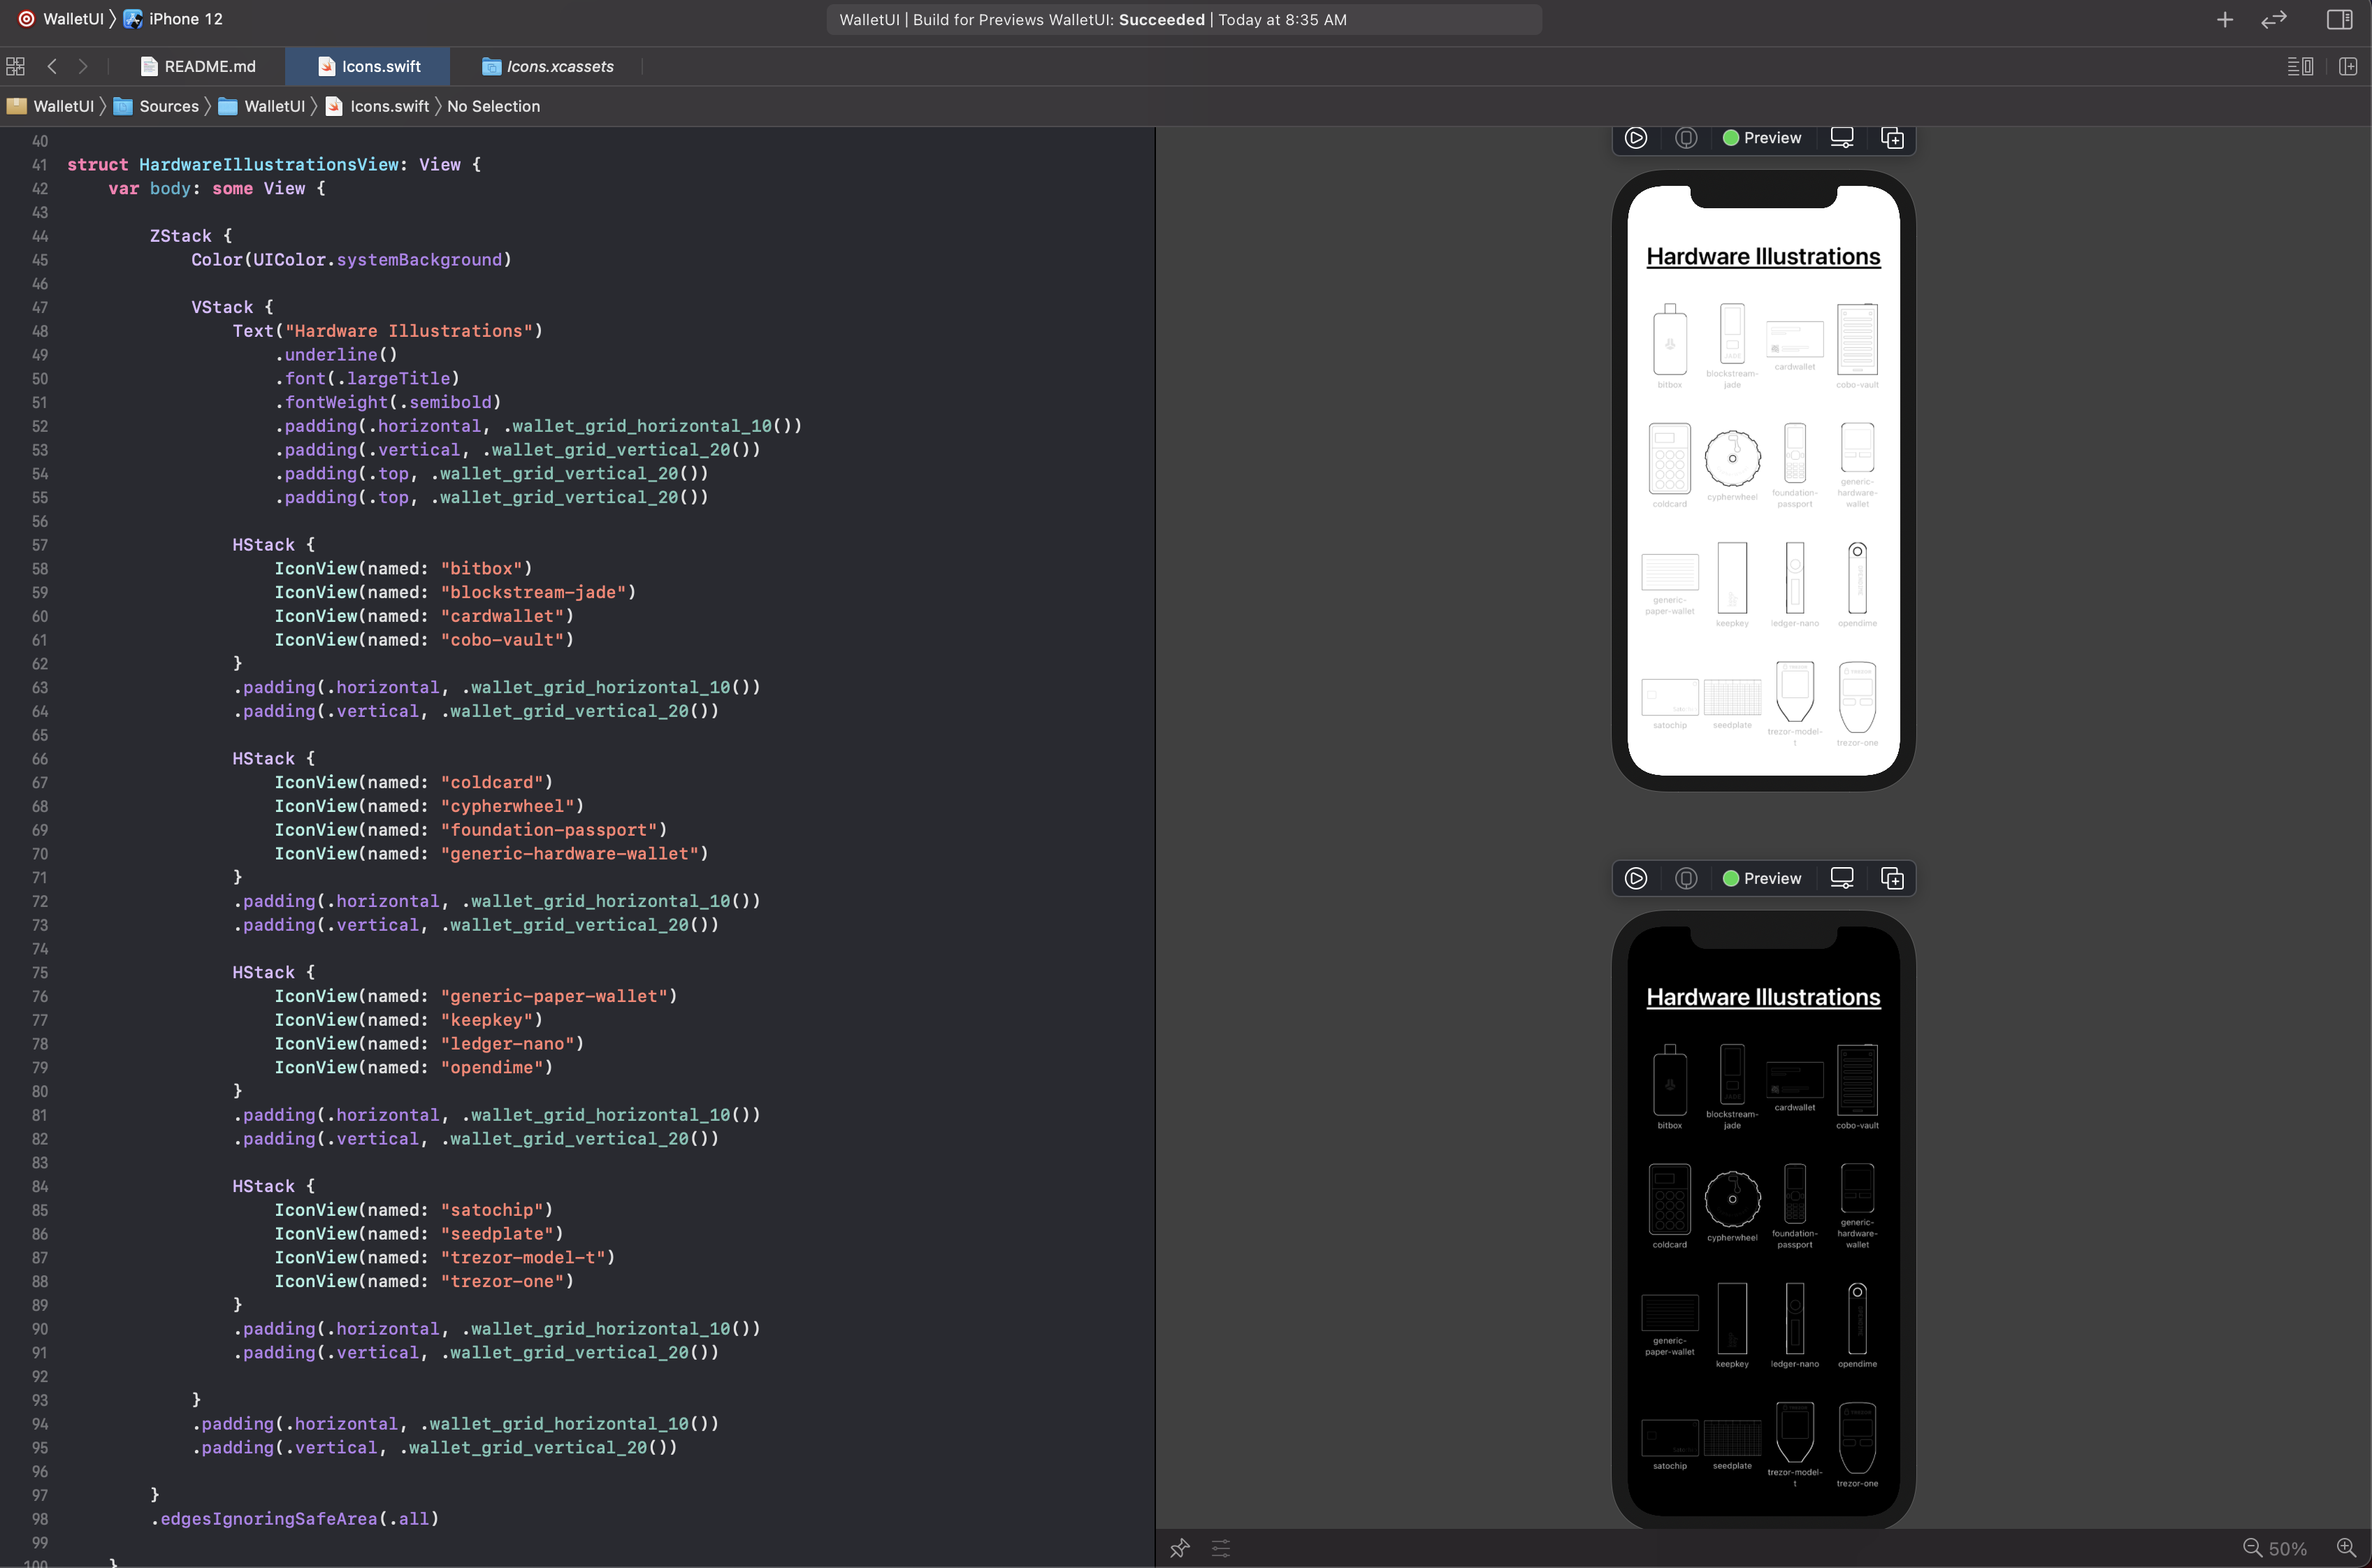 WalletUI 〉 iPhone 12
WalletUI | Build for Previews WalletUI: Succeeded | Today at 8:35 AM
README.md
Icons.swift
Icons.xcassets
WalletUI 〉 Sources 〉 WalletUI 〉 Icons.swift 〉 No Selection
40
41 struct HardwareIllustrationsView: View {
42     var body: some View {
43
44         ZStack {
45             Color(UIColor.systemBackground)
46
47             VStack {
48                 Text("Hardware Illustrations")
49                     .underline()
50                     .font(.largeTitle)
51                     .fontWeight(.semibold)
52                     .padding(.horizontal, .wallet_grid_horizontal_10())
53                     .padding(.vertical, .wallet_grid_vertical_20())
54                     .padding(.top, .wallet_grid_vertical_20())
55                     .padding(.top, .wallet_grid_vertical_20())
56
57                 HStack {
58                     IconView(named: "bitbox")
59                     IconView(named: "blockstream-jade")
60                     IconView(named: "cardwallet")
61                     IconView(named: "cobo-vault")
62                 }
63                 .padding(.horizontal, .wallet_grid_horizontal_10())
64                 .padding(.vertical, .wallet_grid_vertical_20())
65
66                 HStack {
67                     IconView(named: "coldcard")
68                     IconView(named: "cypherwheel")
69                     IconView(named: "foundation-passport")
70                     IconView(named: "generic-hardware-wallet")
71                 }
72                 .padding(.horizontal, .wallet_grid_horizontal_10())
73                 .padding(.vertical, .wallet_grid_vertical_20())
74
75                 HStack {
76                     IconView(named: "generic-paper-wallet")
77                     IconView(named: "keepkey")
78                     IconView(named: "ledger-nano")
79                     IconView(named: "opendime")
80                 }
81                 .padding(.horizontal, .wallet_grid_horizontal_10())
82                 .padding(.vertical, .wallet_grid_vertical_20())
83
84                 HStack {
85                     IconView(named: "satochip")
86                     IconView(named: "seedplate")
87                     IconView(named: "trezor-model-t")
88                     IconView(named: "trezor-one")
89                 }
90                 .padding(.horizontal, .wallet_grid_horizontal_10())
91                 .padding(.vertical, .wallet_grid_vertical_20())
92
93             }
94             .padding(.horizontal, .wallet_grid_horizontal_10())
95             .padding(.vertical, .wallet_grid_vertical_20())
96
97         }
98         .edgesIgnoringSafeArea(.all)
99
100     }
Preview
Hardware Illustrations
JADE
bitbox
blockstream-
jade
cardwallet
cobo-vault
coldcard
cypherwheel
foundation-
passport
generic-
hardware-
wallet
generic-
paper-wallet
keepkey
ledger-nano
opendime
satochip
seedplate
trezor-model-
t
trezor-one
Preview
Hardware Illustrations
JADE
bitbox
blockstream-
jade
cardwallet
cobo-vault
coldcard
cypherwheel
foundation-
passport
generic-
hardware-
wallet
generic-
paper-wallet
keepkey
ledger-nano
opendime
satochip
seedplate
trezor-model-
t
trezor-one
50%